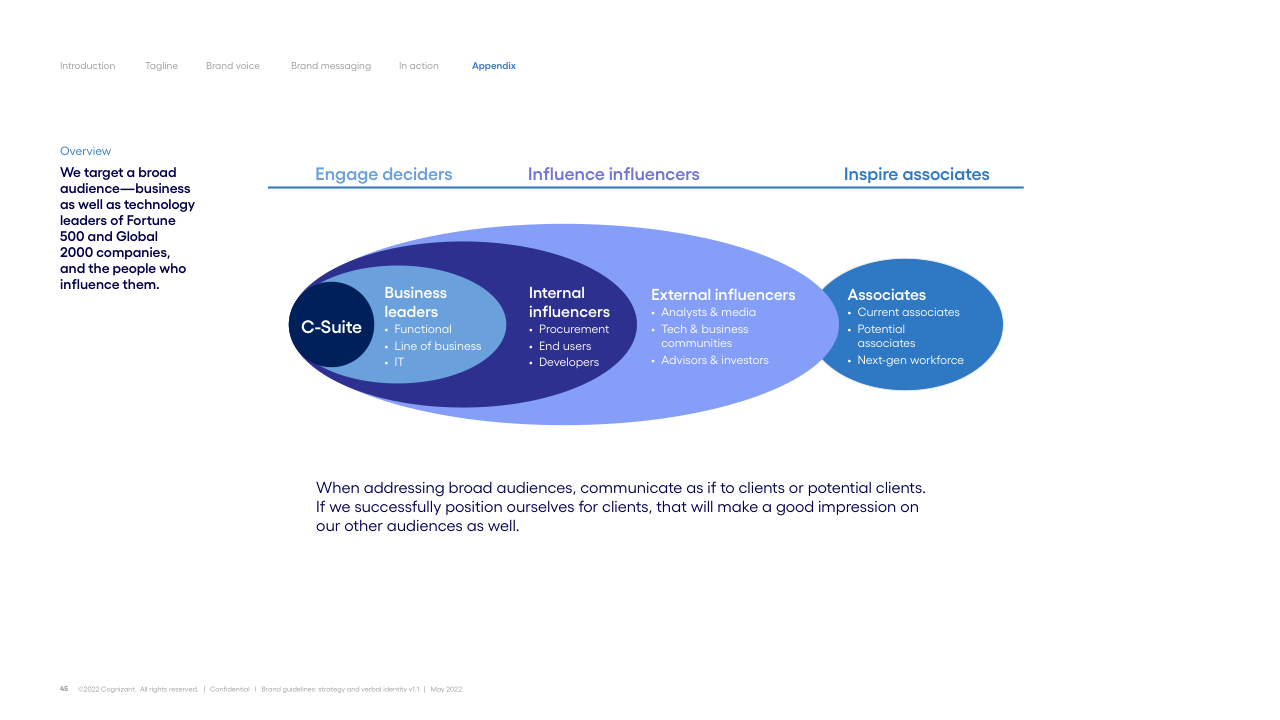 Introduction Tagline Brand voice Brand messaging In action Appendix
Overview
We target a broad
audience—business
as well as technology
leaders of Fortune
500 and Global
2000 companies,
and the people who
influence them.
Engage deciders Influence influencers Inspire associates
C-Suite
Business
leaders
• Functional
• Line of business
• IT
Internal
influencers
• Procurement
• End users
• Developers
External influencers
• Analysts & media
• Tech & business
communities
• Advisors & investors
Associates
• Current associates
• Potential
associates
• Next-gen workforce
When addressing broad audiences, communicate as if to clients or potential clients.
If we successfully position ourselves for clients, that will make a good impression on
our other audiences as well.
45 ©2022 Cognizant. All rights reserved. | Confidential | Brand guidelines: strategy and verbal identity v1.1 | May 2022